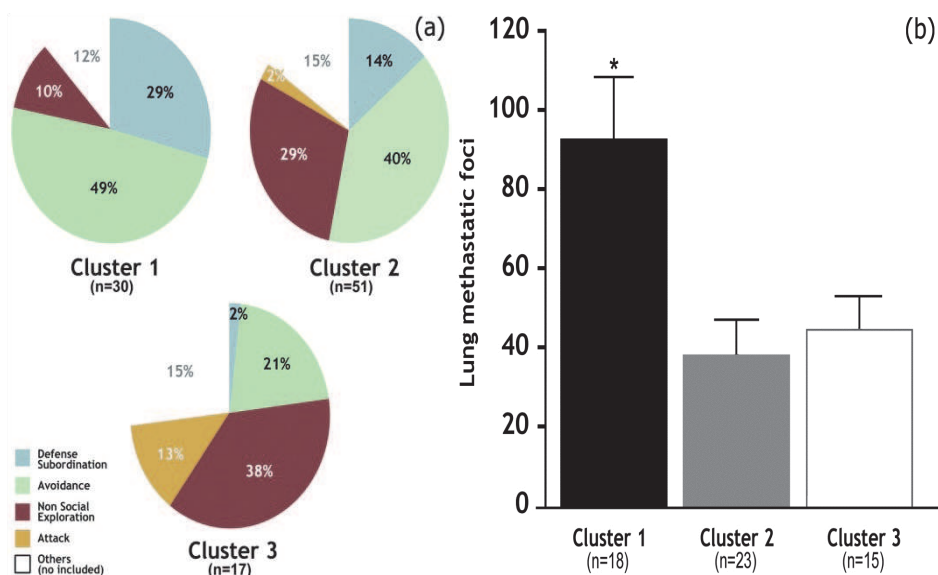 (a)
12%
29%
10%
49%
Cluster 1
(n=30)
15%
14%
2%
29%
40%
Cluster 2
(n=51)
2%
15%
21%
13%
38%
Cluster 3
(n=17)
Defense
Subordination
Avoidance
Non Social
Exploration
Attack
Others
(no included)
(b)
Lung methastatic foci
120
100
80
60
40
20
0
*
Cluster 1
(n=18)
Cluster 2
(n=23)
Cluster 3
(n=15)